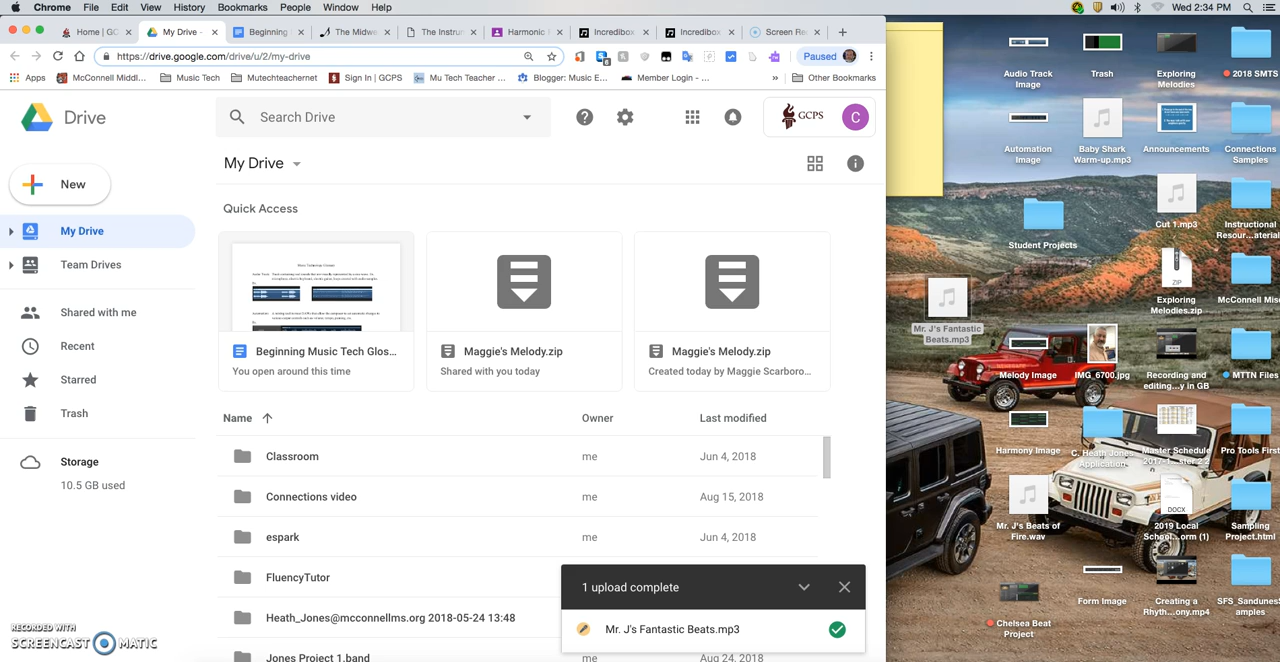 Chrome File Edit View History Bookmarks People Window Help
Wed 2:34 PM
Home | GC
My Drive -
Beginning
The Midwe
The Instru
Harmonic
Incredibox
Incredibox
Screen Re
https://drive.google.com/drive/u/2/my-drive
6
Paused
Apps McConnell Middl... Music Tech Mutechteachernet Sign In | GCPS Mu Tech Teacher ... Blogger: Music E... Member Login - ... » Other Bookmarks
Drive
Search Drive
GCPS
C
New
My Drive
Team Drives
Shared with me
Recent
Starred
Trash
Storage
10.5 GB used
My Drive
Quick Access
Beginning Music Tech Glos...
You open around this time
Maggie's Melody.zip
Shared with you today
Maggie's Melody.zip
Created today by Maggie Scarboro...
Name Owner Last modified
Classroom me Jun 4, 2018
Connections video me Aug 15, 2018
espark me Jun 4, 2018
FluencyTutor
Heath_Jones@mcconnellms.org 2018-05-24 13:48
Jones Project 1.band me Aug 24, 2018
1 upload complete
Mr. J's Fantastic Beats.mp3
RECORDED WITH
SCREENCAST MATIC
Audio Track
Image
Trash
Exploring
Melodies
2018 SMTS
Automation
Image
Baby Shark
Warm-up.mp3
Announcements
Connections
Samples
Student Projects
Cut 1.mp3
Instructional
Resour...aterial
Mr. J's Fantastic
Beats.mp3
ZIP
Exploring
Melodies.zip
McConnell Misc
Melody Image
IMG_6700.jpg
Recording and
editing...y in GB
MTTN Files
Harmony Image
C. Heath Jones
Application
Master Schedule
2017-1...ster 2 2
Pro Tools First
Mr. J's Beats of
Fire.wav
DOCX
2019 Local
School...orm (1)
Sampling
Project.html
Chelsea Beat
Project
Form Image
Creating a
Rhyth...ony.mp4
SFS_SandunesS
amples